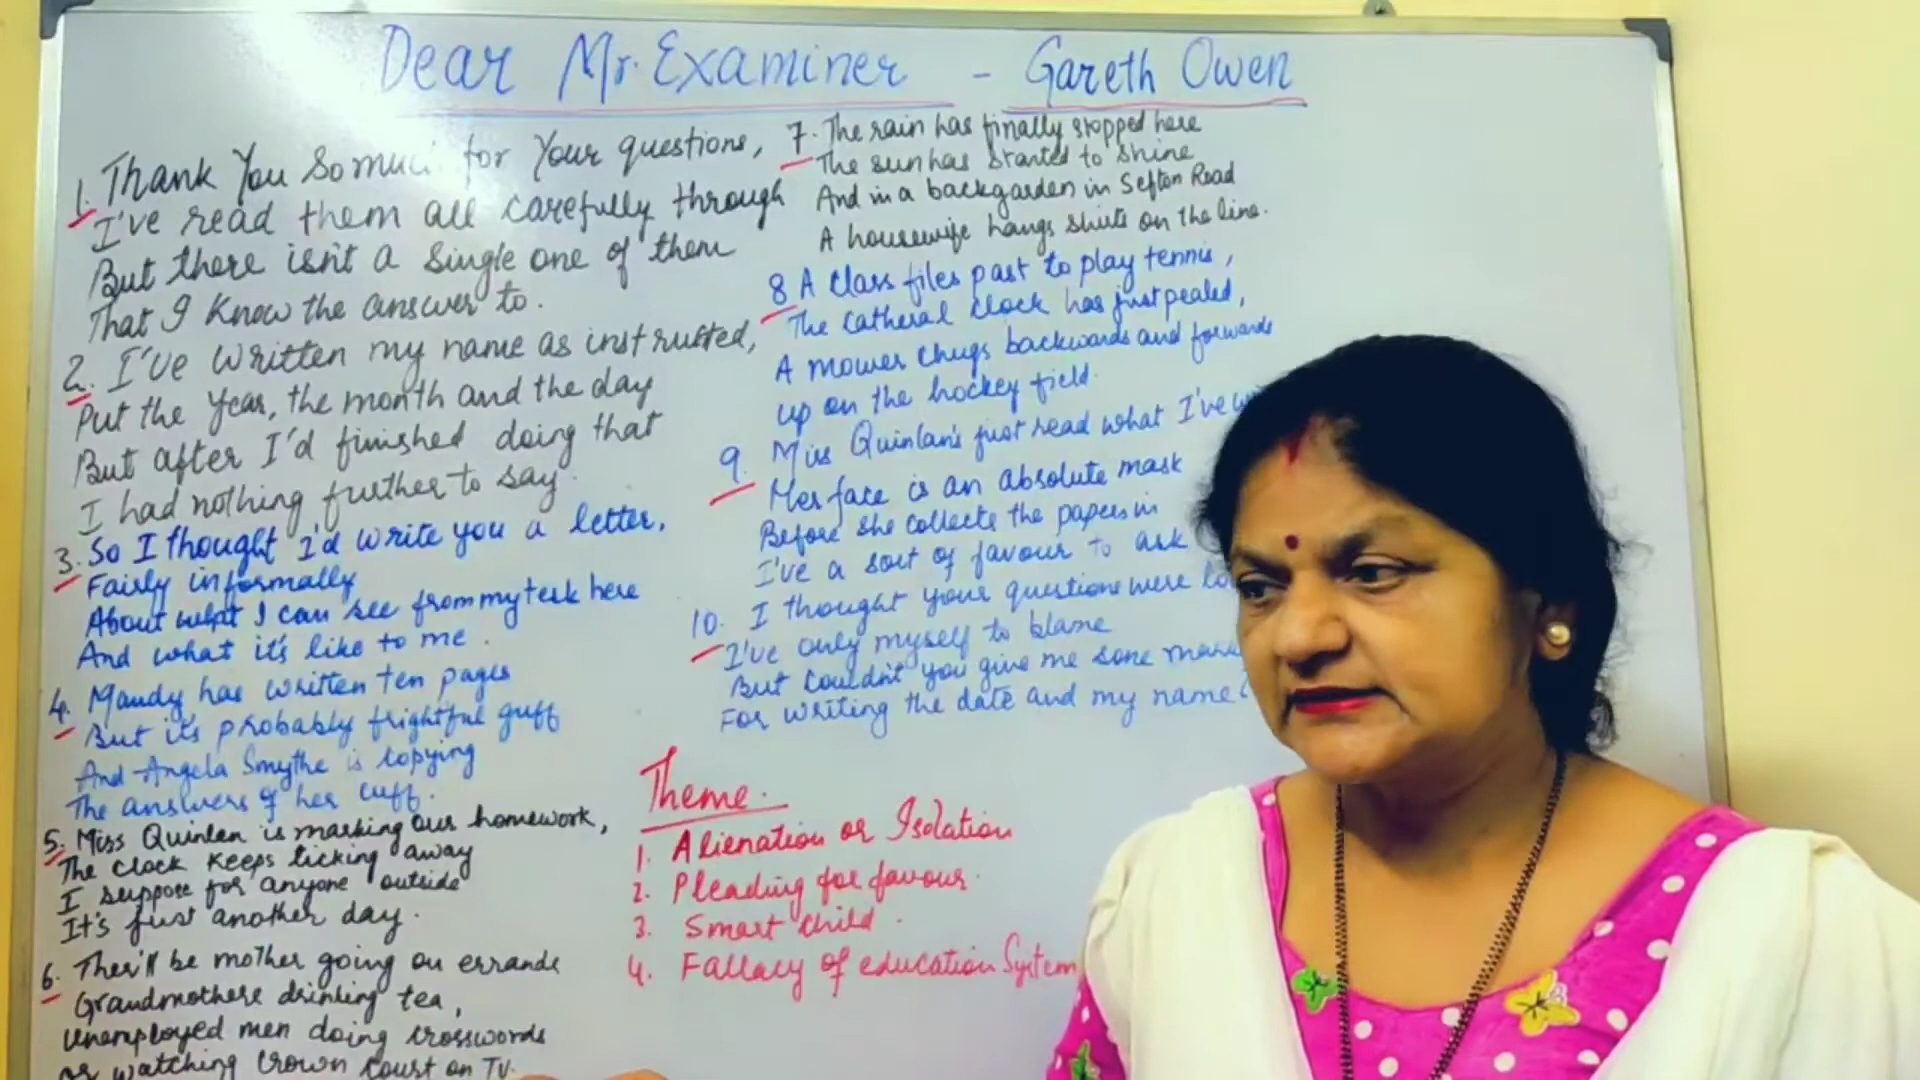 Dear Mr. Examiner - Gareth Owen
1. Thank You So much for Your questions,
I've read them all carefully through
But there isn't a single one of them
That I know the answer to.
2. I've written my name as instructed,
Put the Year, the month and the day
But after I'd finished doing that
I had nothing further to say.
3. So I thought I'd write you a letter,
Fairly informally
About what I can see from my desk here
And what it's like to me.
4. Mandy has written ten pages
But it's probably frightful guff
And Angela Smythe is copying
The answers of her cuff.
5. Miss Quinlan is marking our homework,
The clock keeps ticking away
I suppose for anyone outside
It's just another day.
6. Ther'll be mother going on errands
Grandmothers drinking tea,
Unemployed men doing crosswords
or watching Crown Court on TV.
7. The rain has finally stopped here
The sun has started to shine
And in a backgarden in Sefton Road
A housewife hangs shirts on the line.
8 A class files past to play tennis,
The catheral clock has just pealed,
A mower chugs backwards and forwards
up on the hockey field.
9. Miss Quinlan's just read what I've
Her face is an absolute mask
Before she collects the papers in
I've a sort of favour to ask
10. I thought your questions were
I've only myself to blame
But couldn't you give me some
For writing the date and my name
Theme.
1. Alienation or Isolation
2. Pleading for favour.
3. Smart child.
4. Fallacy of education System